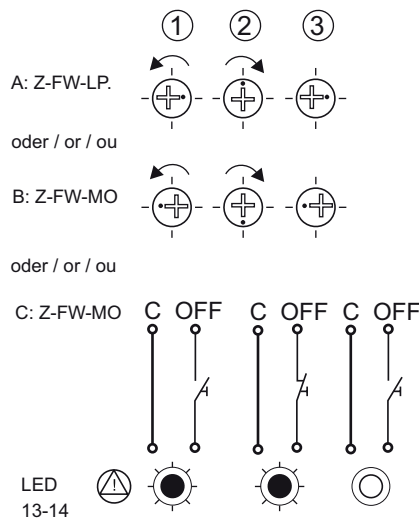 1 2 3
A: Z-FW-LP.
oder / or / ou
B: Z-FW-MO
oder / or / ou
C: Z-FW-MO C OFF C OFF C OFF
LED
13-14